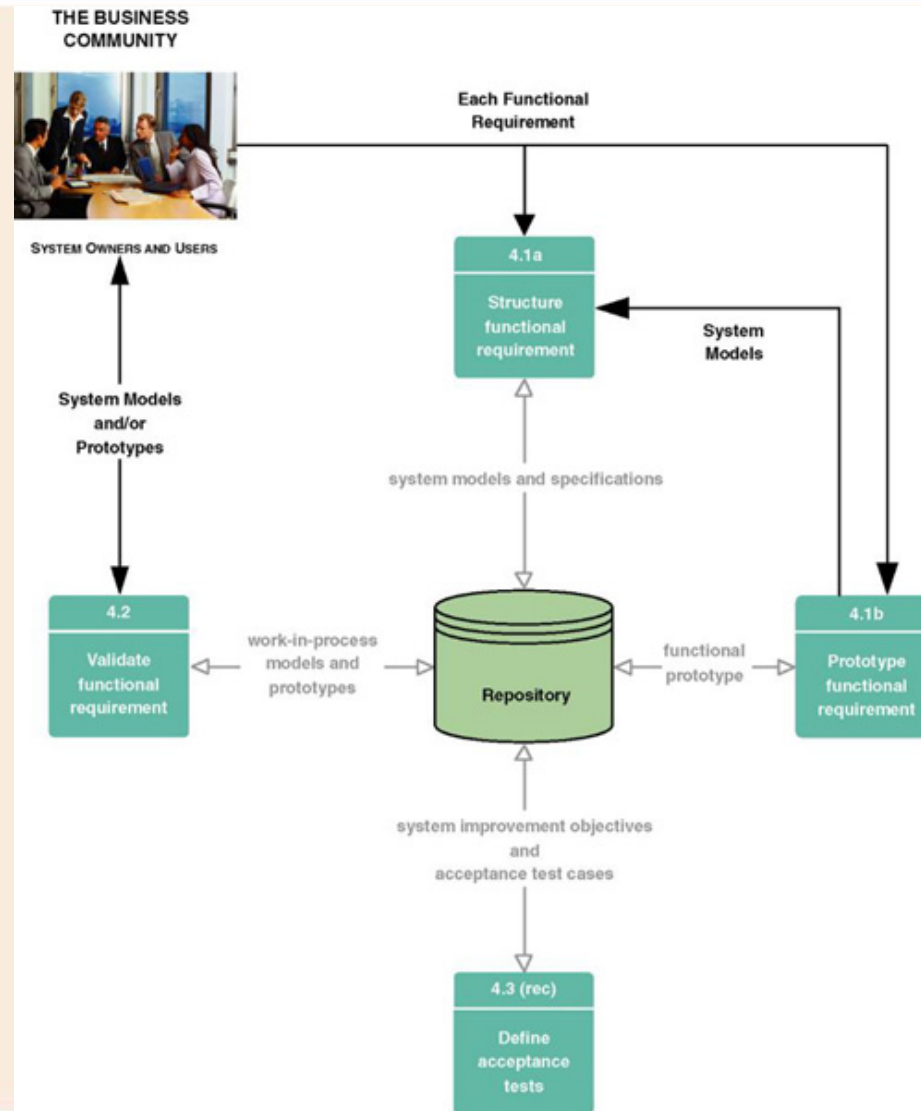 THE BUSINESS
COMMUNITY
Each Functional
Requirement
SYSTEM OWNERS AND USERS
4.1a
Structure
functional
requirement
System
Models
System Models
and/or
Prototypes
system models and specifications
4.2
Validate
functional
requirement
work-in-process
models and
prototypes
Repository
functional
prototype
4.1b
Prototype
functional
requirement
system improvement objectives
and
acceptance test cases
4.3 (rec)
Define
acceptance
tests